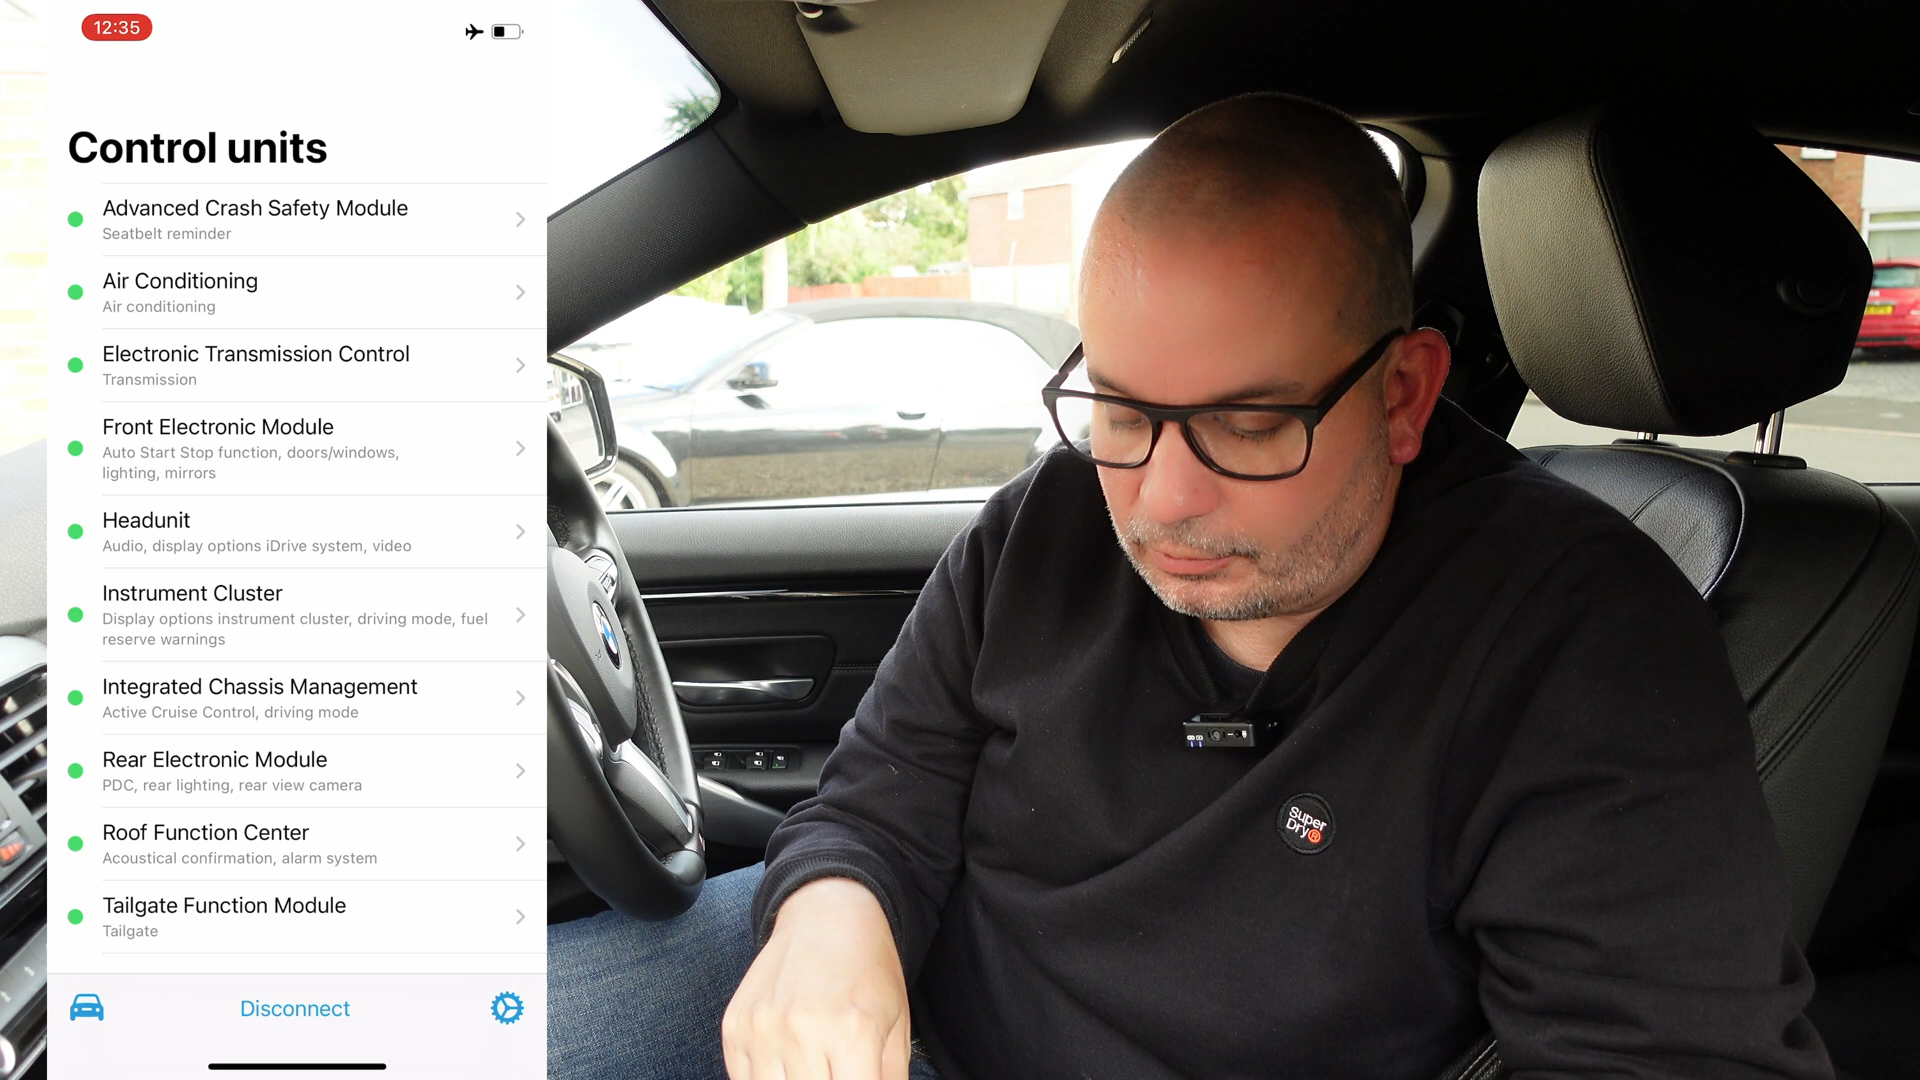 12:35
Control units
Advanced Crash Safety Module
Seatbelt reminder
Air Conditioning
Air conditioning
Electronic Transmission Control
Transmission
Front Electronic Module
Auto Start Stop function, doors/windows,
lighting, mirrors
Headunit
Audio, display options iDrive system, video
Instrument Cluster
Display options instrument cluster, driving mode, fuel
reserve warnings
Integrated Chassis Management
Active Cruise Control, driving mode
Rear Electronic Module
PDC, rear lighting, rear view camera
Roof Function Center
Acoustical confirmation, alarm system
Tailgate Function Module
Tailgate
Disconnect
Super
Dry®